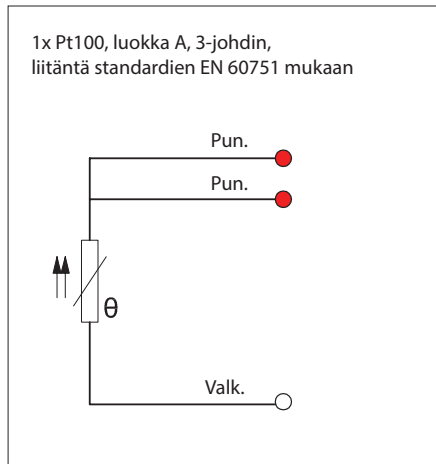 1x Pt100, luokka A, 3-johdin,
liitäntä standardien EN 60751 mukaan
Pun.
Pun.
θ
Valk.